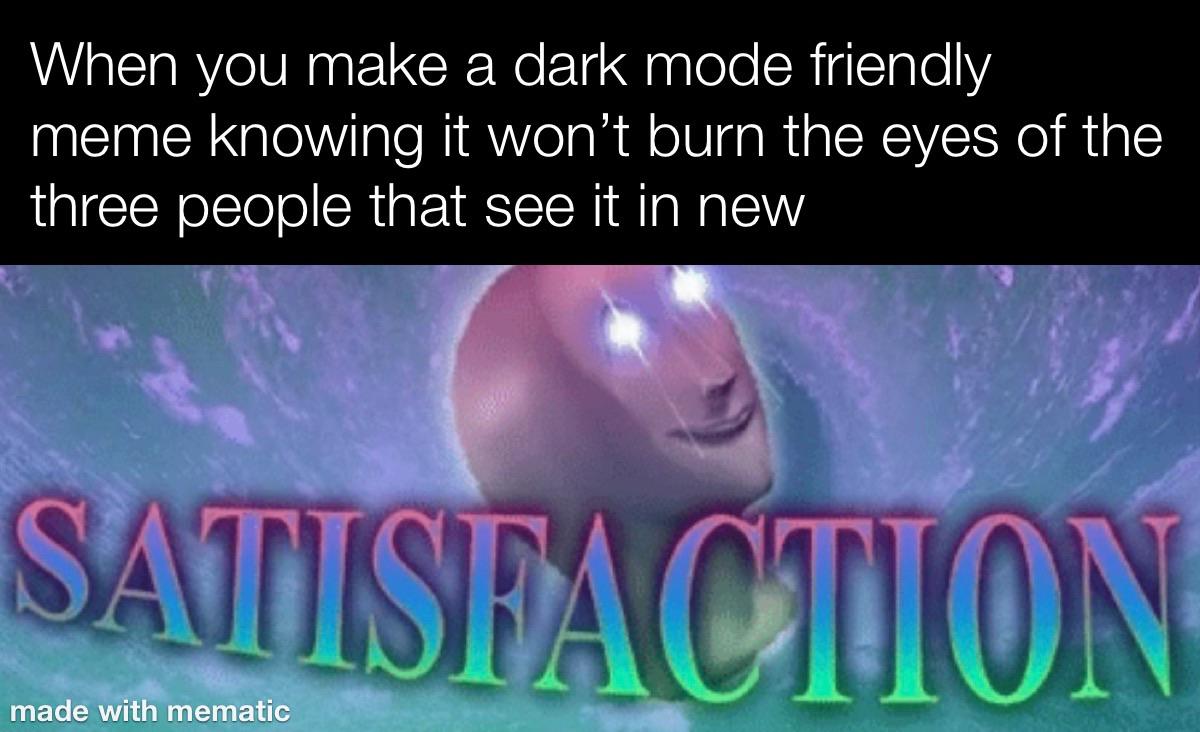 When you make a dark mode friendly
meme knowing it won’t burn the eyes of the
three people that see it in new
SATISFACTION
made with mematic